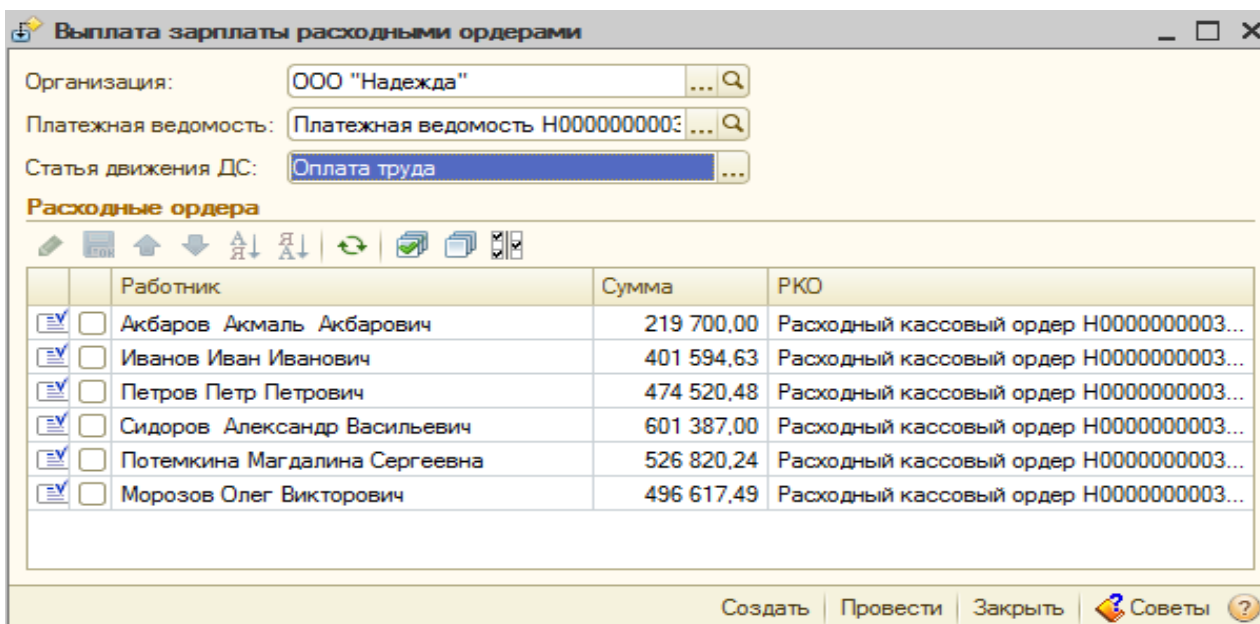 Выплата зарплаты расходными ордерами
Организация: ООО "Надежда" ...
Платежная ведомость: Платежная ведомость Н0000000003 ...
Статья движения ДС: Оплата труда ...
Расходные ордера
Работник Сумма РКО
Акбаров Акмаль Акбарович 219 700,00 Расходный кассовый ордер Н0000000003...
Иванов Иван Иванович 401 594,63 Расходный кассовый ордер Н0000000003...
Петров Петр Петрович 474 520,48 Расходный кассовый ордер Н0000000003...
Сидоров Александр Васильевич 601 387,00 Расходный кассовый ордер Н0000000003...
Потемкина Магдалина Сергеевна 526 820,24 Расходный кассовый ордер Н0000000003...
Морозов Олег Викторович 496 617,49 Расходный кассовый ордер Н0000000003...
Создать Провести Закрыть Советы ?